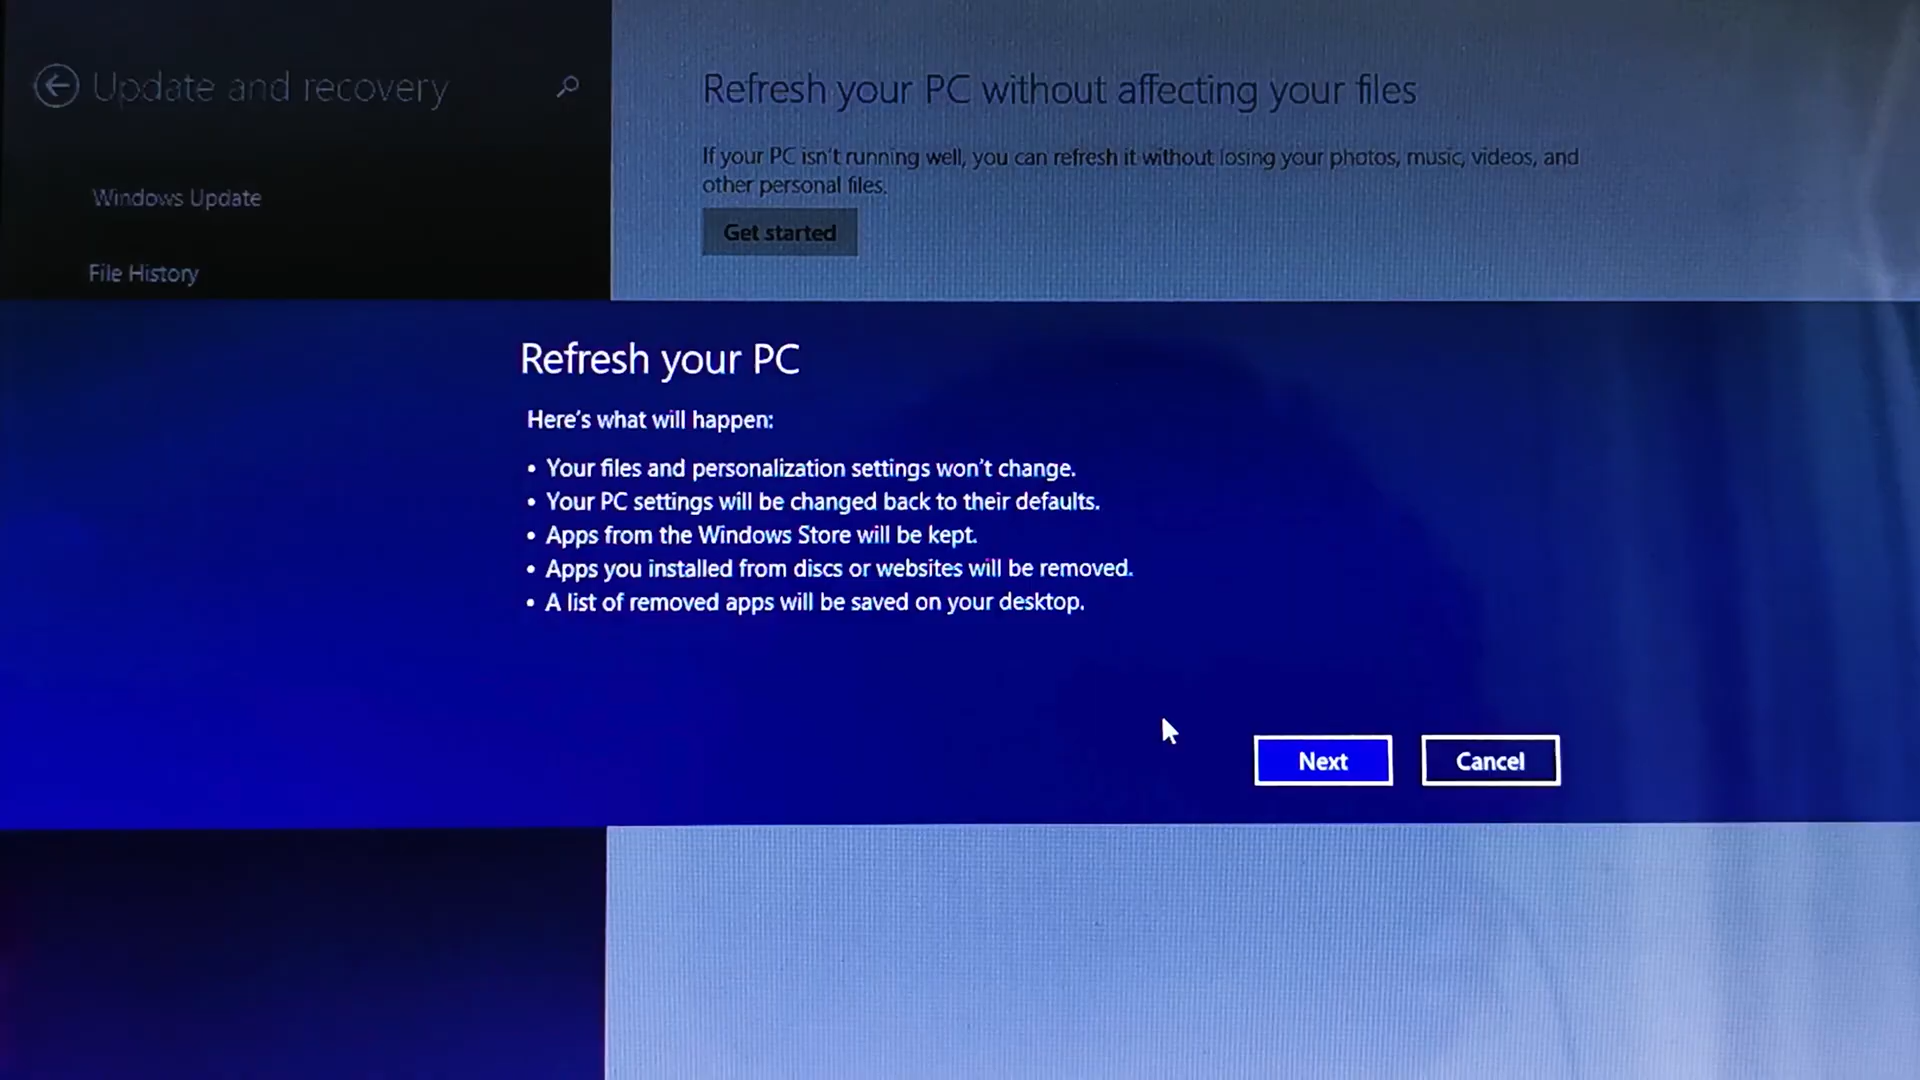 Update and recovery
Windows Update
File History
Refresh your PC without affecting your files
If your PC isn't running well, you can refresh it without losing your photos, music, videos, and
other personal files.
Get started
Refresh your PC
Here's what will happen:
• Your files and personalization settings won't change.
• Your PC settings will be changed back to their defaults.
• Apps from the Windows Store will be kept.
• Apps you installed from discs or websites will be removed.
• A list of removed apps will be saved on your desktop.
Next
Cancel